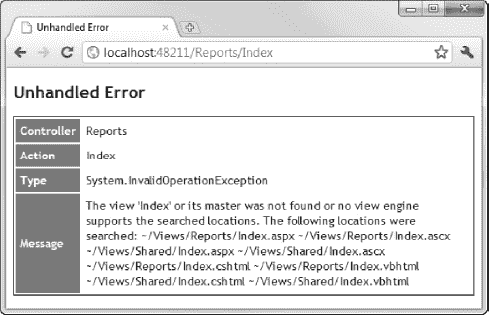 Unhandled Error
localhost:48211/Reports/Index
Unhandled Error
Controller Reports
Action Index
Type System.InvalidOperationException
Message
The view 'Index' or its master was not found or no view engine
supports the searched locations. The following locations were
searched: ~/Views/Reports/Index.aspx ~/Views/Reports/Index.ascx
~/Views/Shared/Index.aspx ~/Views/Shared/Index.ascx
~/Views/Reports/Index.cshtml ~/Views/Reports/Index.vbhtml
~/Views/Shared/Index.cshtml ~/Views/Shared/Index.vbhtml